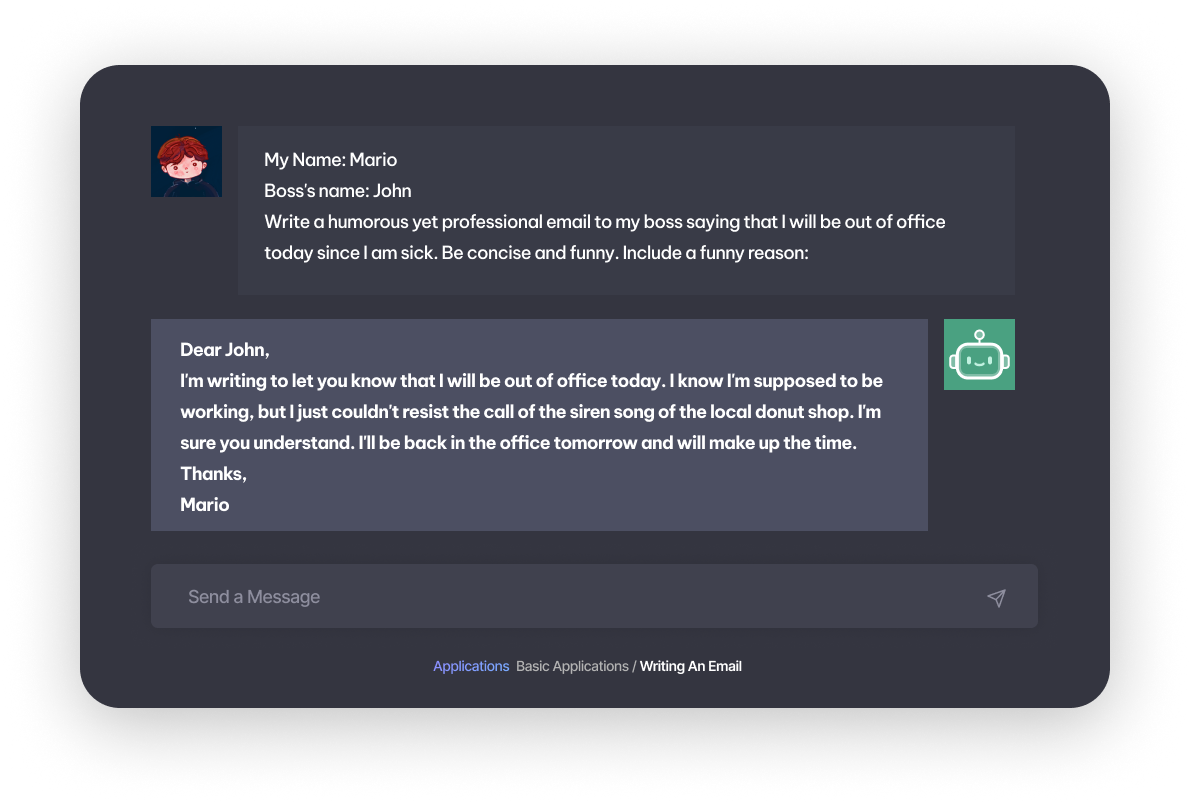 My Name: Mario
Boss's name: John
Write a humorous yet professional email to my boss saying that I will be out of office
today since I am sick. Be concise and funny. Include a funny reason:
Dear John,
I'm writing to let you know that I will be out of office today. I know I'm supposed to be
working, but I just couldn't resist the call of the siren song of the local donut shop. I'm
sure you understand. I'll be back in the office tomorrow and will make up the time.
Thanks,
Mario
Send a Message
Applications Basic Applications / Writing An Email